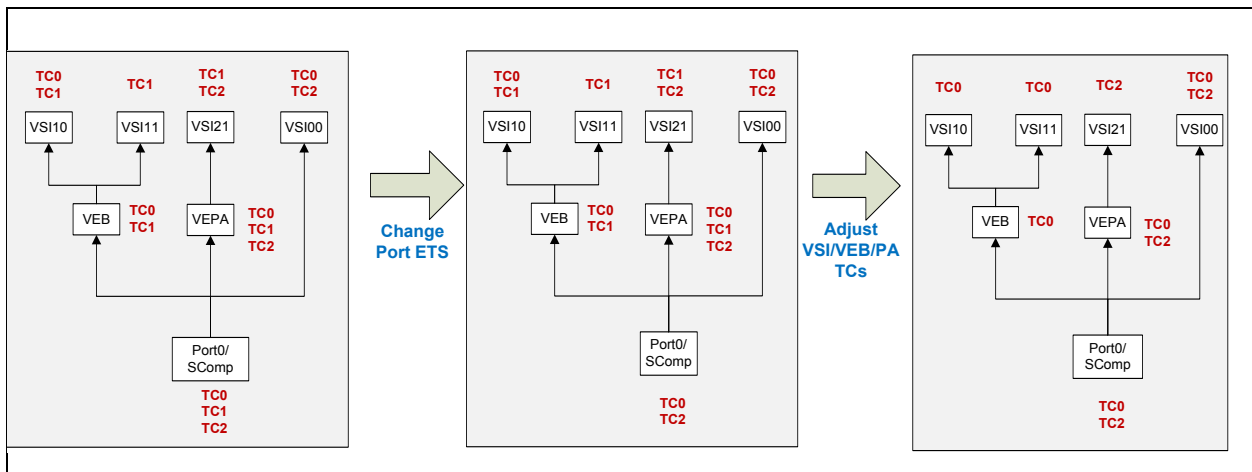 TC0
TC1
TC1
TC1
TC2
TC0
TC2
VSI10
VSI11
VSI21
VSI00
VEB
TC0
TC1
VEPA
TC0
TC1
TC2
Port0/
SComp
TC0
TC1
TC2
Change
Port ETS
TC0
TC1
TC1
TC1
TC2
TC0
TC2
VSI10
VSI11
VSI21
VSI00
VEB
TC0
TC1
VEPA
TC0
TC1
TC2
Port0/
SComp
TC0
TC2
Adjust
VSI/VEB/PA
TCs
TC0
TC0
TC2
TC0
TC2
VSI10
VSI11
VSI21
VSI00
VEB
TC0
VEPA
TC0
TC2
Port0/
SComp
TC0
TC2